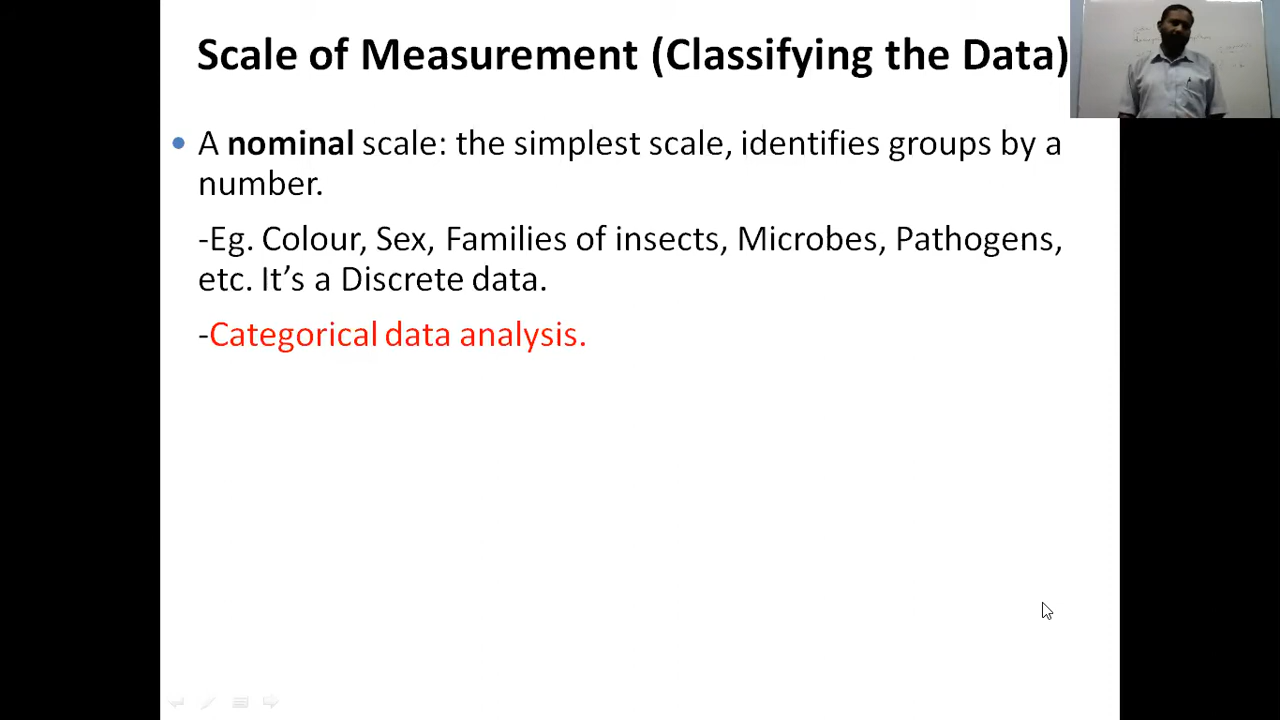 Scale of Measurement (Classifying the Data)
• A nominal scale: the simplest scale, identifies groups by a
number.
-Eg. Colour, Sex, Families of insects, Microbes, Pathogens,
etc. It’s a Discrete data.
-Categorical data analysis.